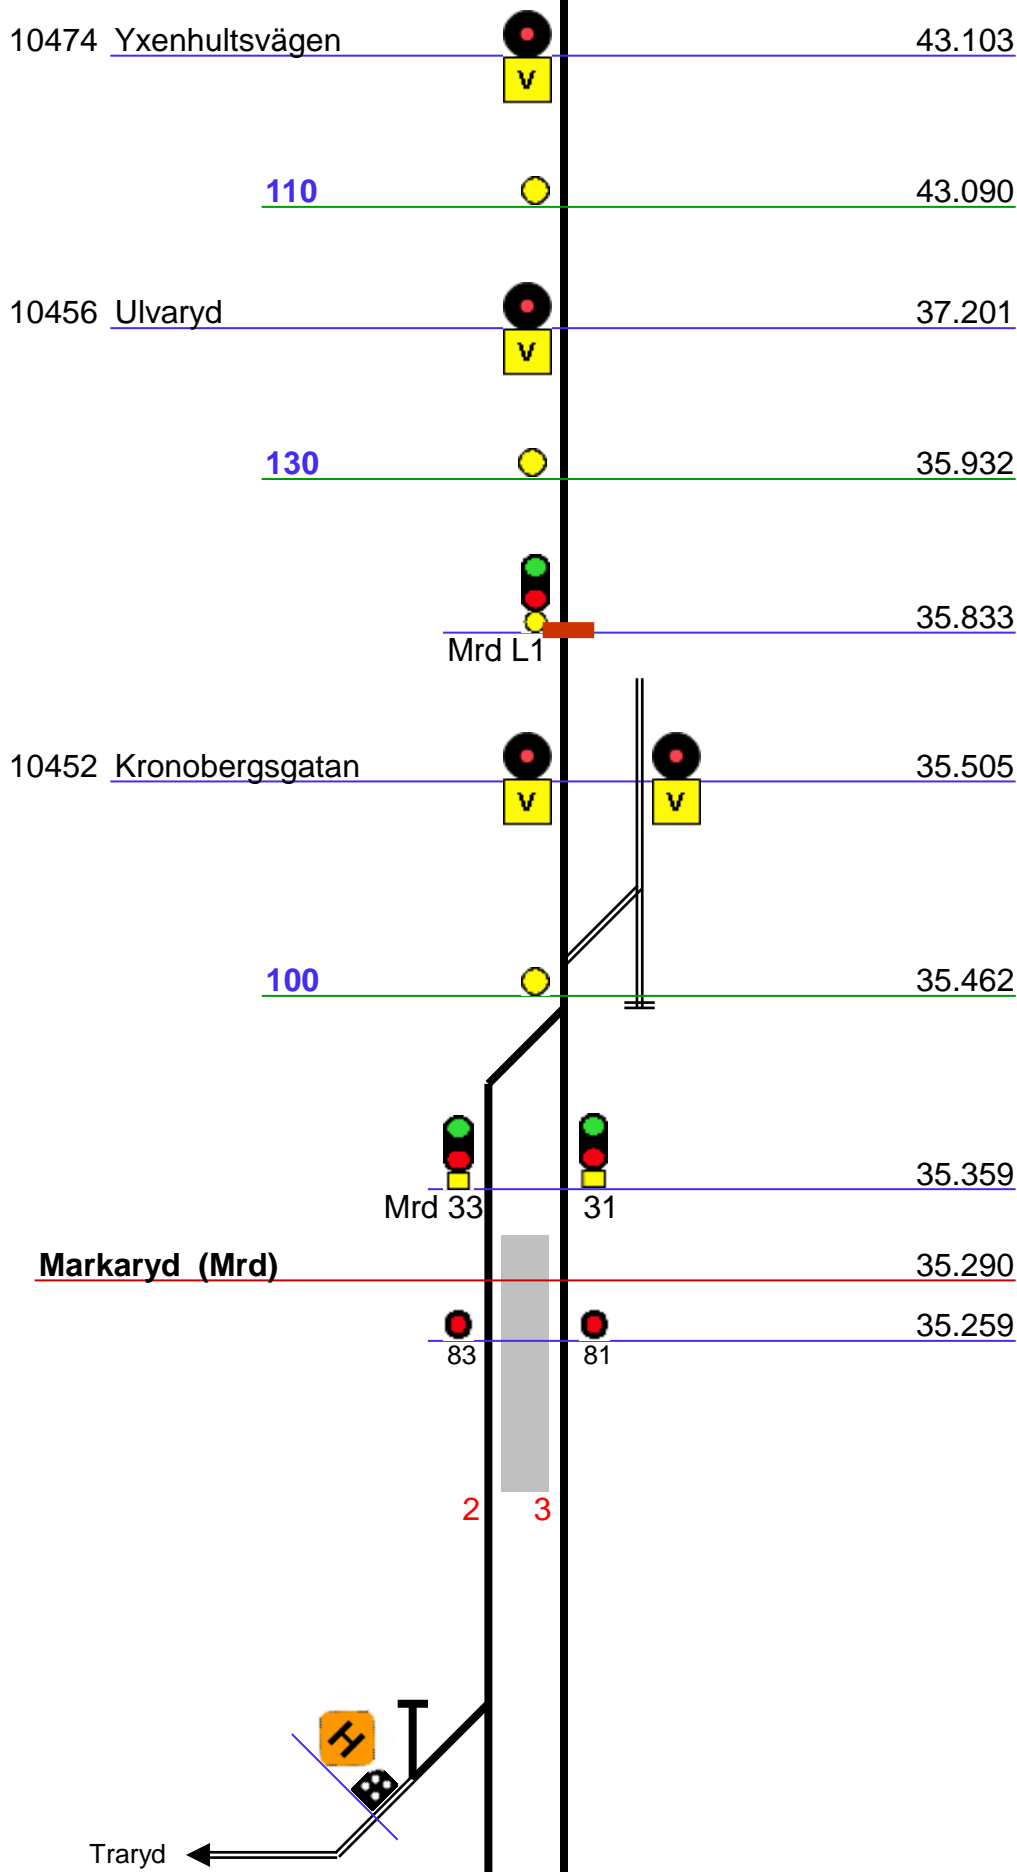 10474 Yxenhultsvägen 43.103
V
110 43.090
10456 Ulvaryd 37.201
V
130 35.932
35.833
Mrd L1
10452 Kronobergsgatan 35.505
V V
100 35.462
35.359
Mrd 33 31
Markaryd (Mrd) 35.290
35.259
83 81
2 3
H
Traryd